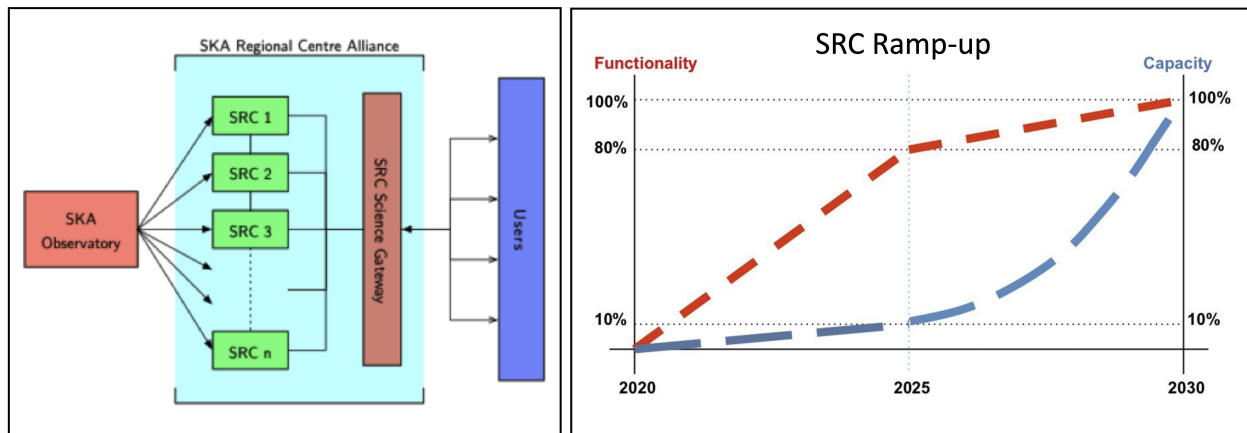 SKA Regional Centre Alliance
SKA
Observatory
SRC 1
SRC 2
SRC 3
SRC n
SRC Science Gateway
Users
SRC Ramp-up
Functionality
Capacity
100%
100%
80%
80%
10%
10%
2020
2025
2030